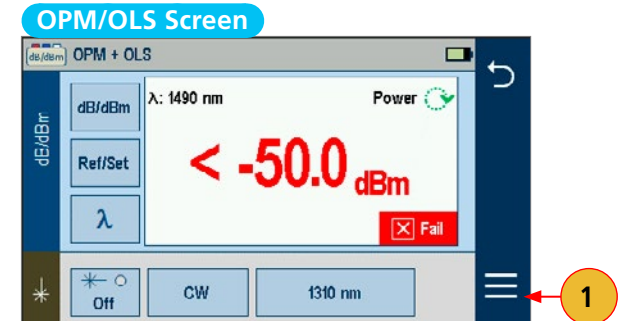 OPM/OLS Screen
dB/dBm OPM + OLS
dB/dBm
dB/dBm
λ: 1490 nm Power
Ref/Set
< -50.0 dBm
λ
Fail
Off
CW
1310 nm
1